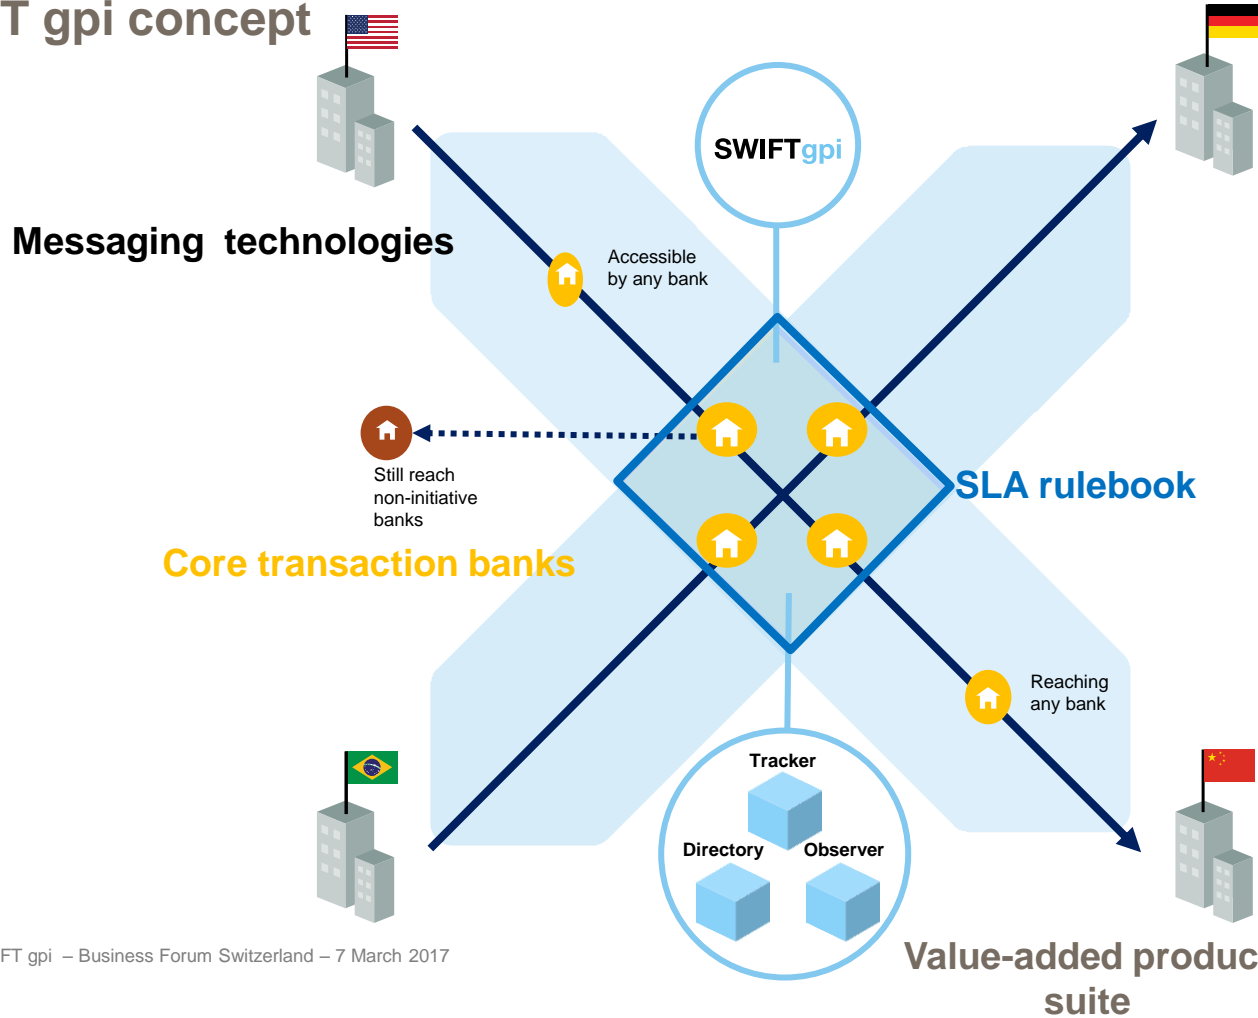 T gpi concept
SWIFTgpi
Messaging technologies
Accessible
by any bank
Still reach
non-initiative
banks
SLA rulebook
Core transaction banks
Reaching
any bank
Tracker
Directory
Observer
FT gpi – Business Forum Switzerland – 7 March 2017
Value-added produc
suite